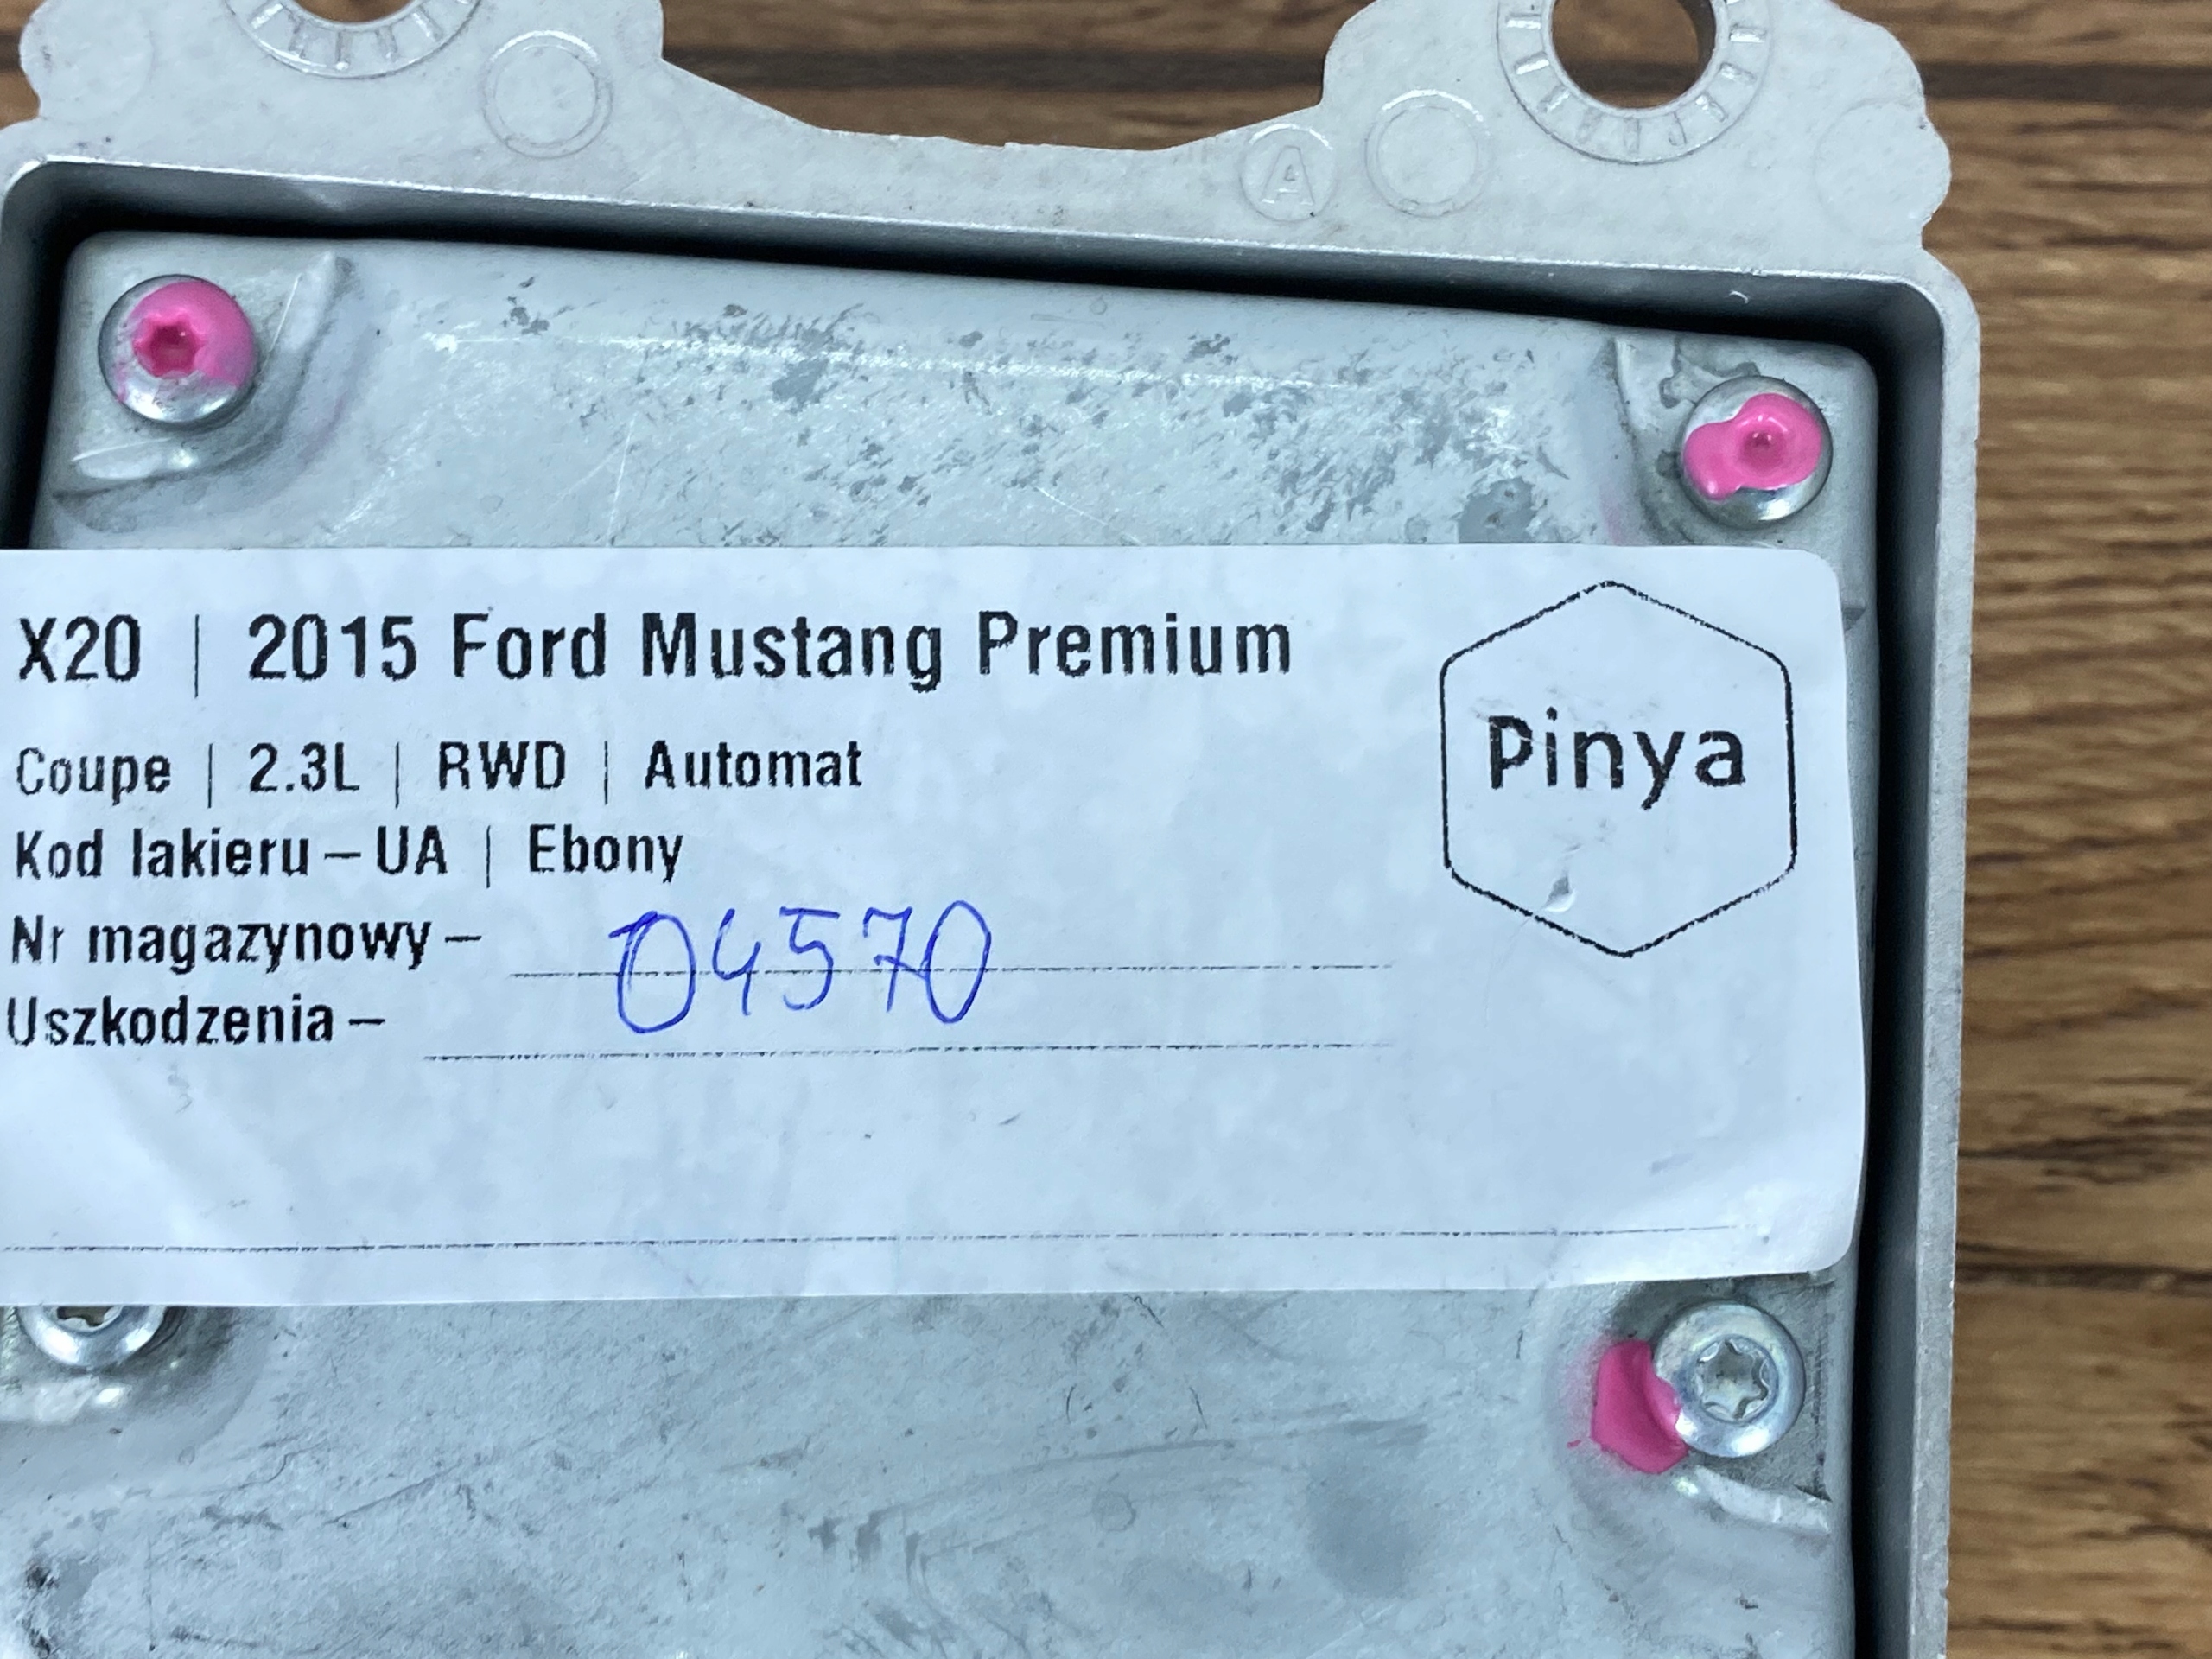 A
X20 | 2015 Ford Mustang Premium
Pinya
Coupe | 2.3L | RWD | Automat
Kod lakieru – UA | Ebony
Nr magazynowy – 04570
Uszkodzenia –